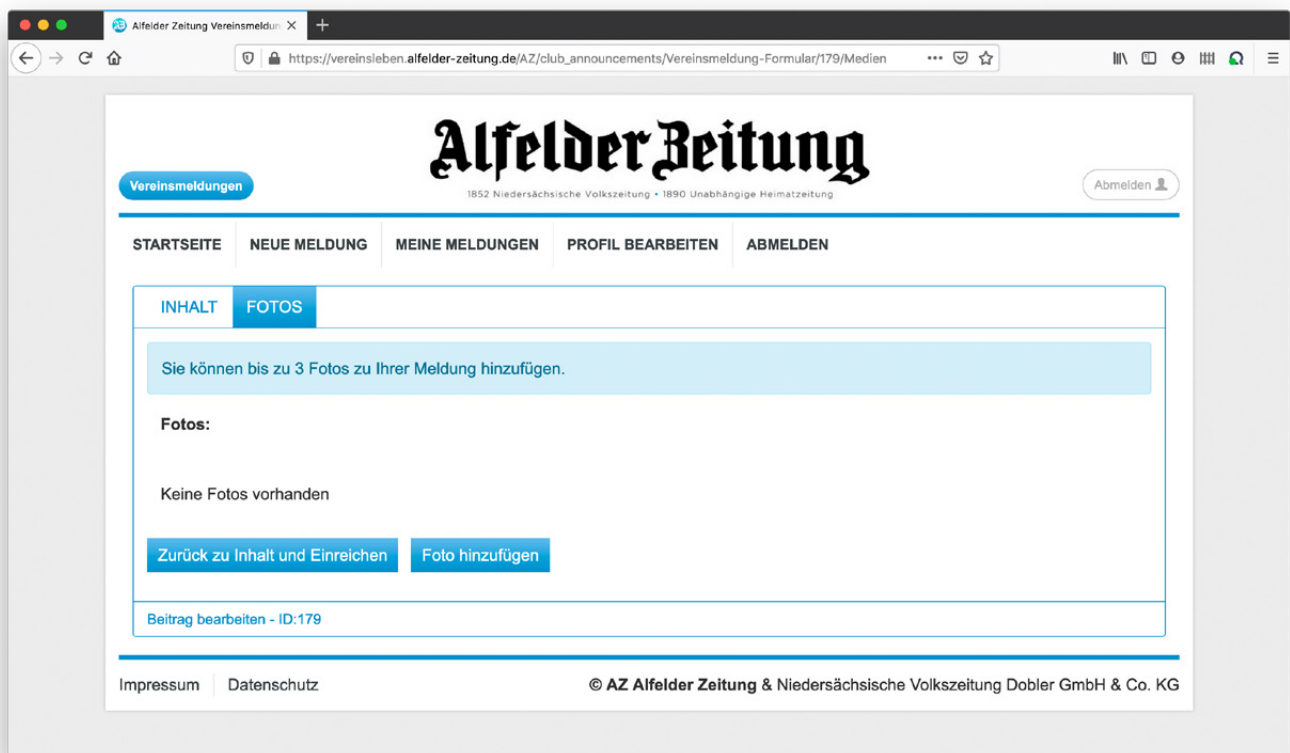 Alfelder Zeitung Vereinsmeldun
https://vereinsleben.alfelder-zeitung.de/AZ/club_announcements/Vereinsmeldung-Formular/179/Medien
Alfelder Zeitung
Vereinsmeldungen
1852 Niedersächsische Volkszeitung • 1890 Unabhängige Heimatzeitung
Abmelden
STARTSEITE NEUE MELDUNG MEINE MELDUNGEN PROFIL BEARBEITEN ABMELDEN
INHALT FOTOS
Sie können bis zu 3 Fotos zu Ihrer Meldung hinzufügen.
Fotos:
Keine Fotos vorhanden
Zurück zu Inhalt und Einreichen Foto hinzufügen
Beitrag bearbeiten - ID:179
Impressum Datenschutz © AZ Alfelder Zeitung & Niedersächsische Volkszeitung Dobler GmbH & Co. KG